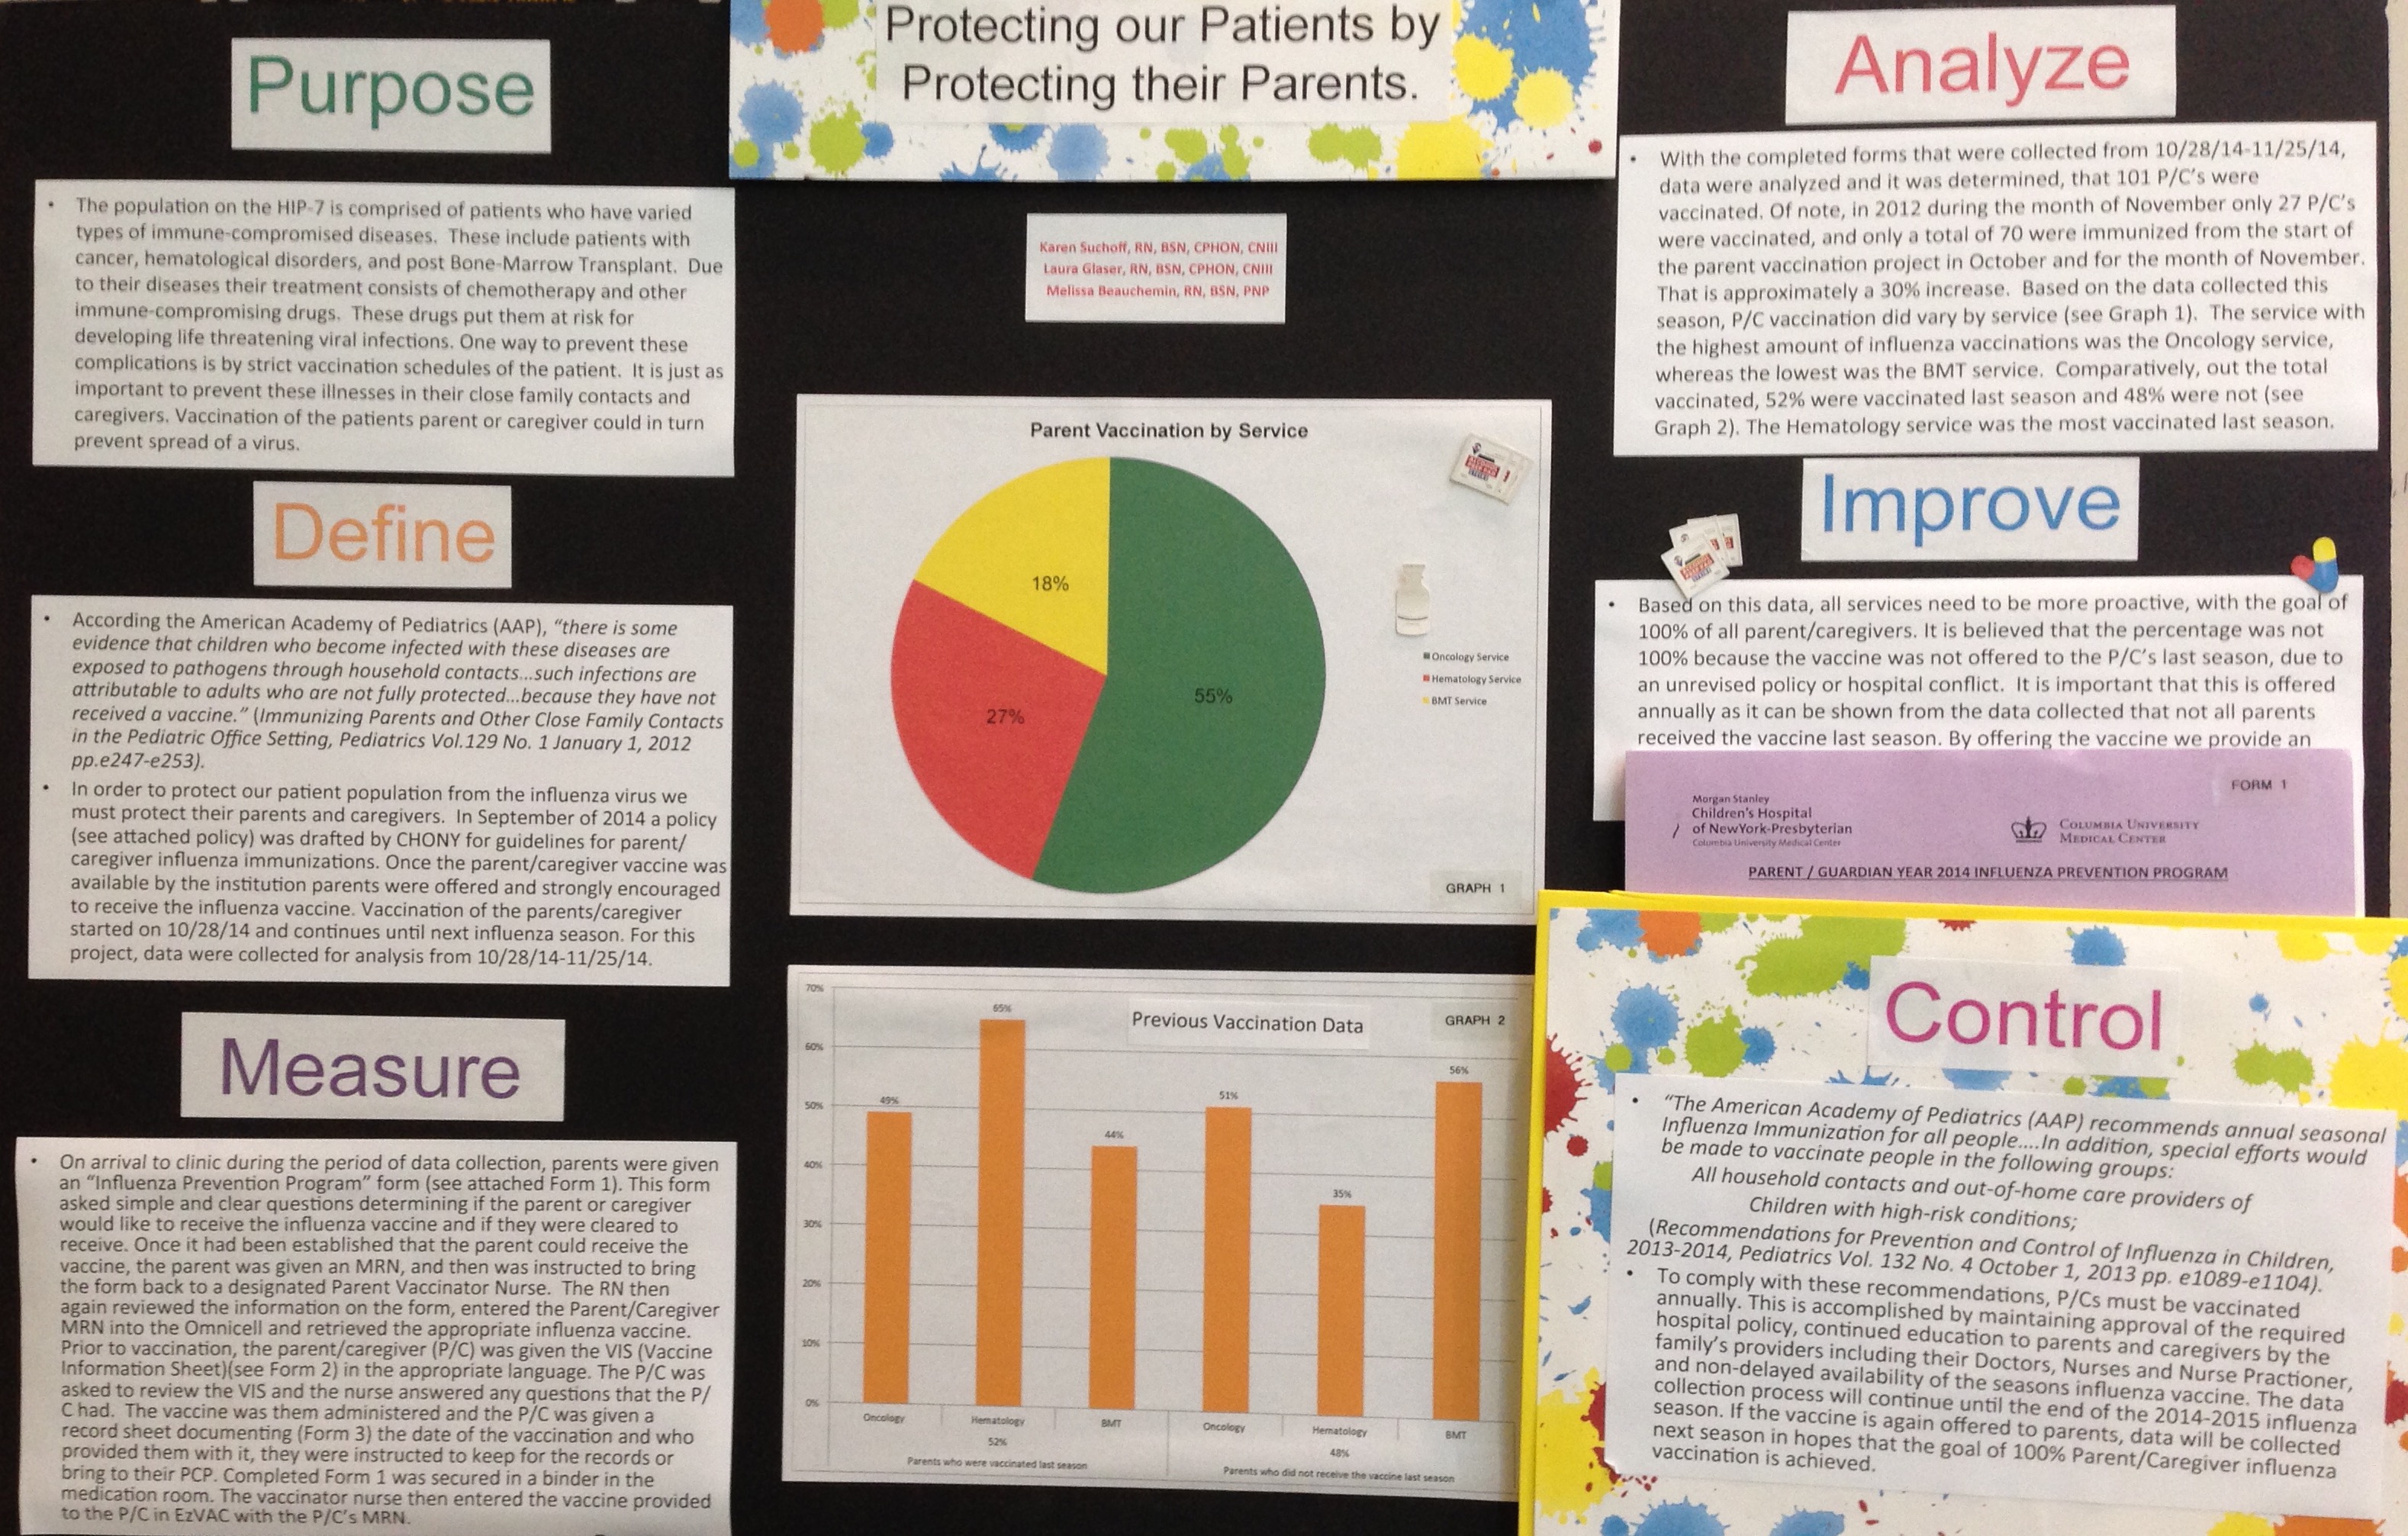 Protecting our Patients by
Protecting their Parents.
Karen Suchoff, RN, BSN, CPHON, CNIII
Laura Glaser, RN, BSN, CPHON, CNIII
Melissa Beauchemin, RN, BSN, PNP
Purpose
• The population on the HIP-7 is comprised of patients who have varied
types of immune-compromised diseases. These include patients with
cancer, hematological disorders, and post Bone-Marrow Transplant. Due
to their diseases their treatment consists of chemotherapy and other
immune-compromising drugs. These drugs put them at risk for
developing life threatening viral infections. One way to prevent these
complications is by strict vaccination schedules of the patient. It is just as
important to prevent these illnesses in their close family contacts and
caregivers. Vaccination of the patients parent or caregiver could in turn
prevent spread of a virus.
Define
• According the American Academy of Pediatrics (AAP), “there is some
evidence that children who become infected with these diseases are
exposed to pathogens through household contacts...such infections are
attributable to adults who are not fully protected...because they have not
received a vaccine.” (Immunizing Parents and Other Close Family Contacts
in the Pediatric Office Setting, Pediatrics Vol.129 No. 1 January 1, 2012
pp.e247-e253).
• In order to protect our patient population from the influenza virus we
must protect their parents and caregivers. In September of 2014 a policy
(see attached policy) was drafted by CHONY for guidelines for parent/
caregiver influenza immunizations. Once the parent/caregiver vaccine was
available by the institution parents were offered and strongly encouraged
to receive the influenza vaccine. Vaccination of the parents/caregiver
started on 10/28/14 and continues until next influenza season. For this
project, data were collected for analysis from 10/28/14-11/25/14.
Measure
• On arrival to clinic during the period of data collection, parents were given
an “Influenza Prevention Program” form (see attached Form 1). This form
asked simple and clear questions determining if the parent or caregiver
would like to receive the influenza vaccine and if they were cleared to
receive. Once it had been established that the parent could receive the
vaccine, the parent was given an MRN, and then was instructed to bring
the form back to a designated Parent Vaccinator Nurse. The RN then
again reviewed the information on the form, entered the Parent/Caregiver
MRN into the Omnicell and retrieved the appropriate influenza vaccine.
Prior to vaccination, the parent/caregiver (P/C) was given the VIS (Vaccine
Information Sheet)(see Form 2) in the appropriate language. The P/C was
asked to review the VIS and the nurse answered any questions that the P/
C had. The vaccine was them administered and the P/C was given a
record sheet documenting (Form 3) the date of the vaccination and who
provided them with it, they were instructed to keep for the records or
bring to their PCP. Completed Form 1 was secured in a binder in the
medication room. The vaccinator nurse then entered the vaccine provided
to the P/C in EzVAC with the P/C’s MRN.
Parent Vaccination by Service
18%
27%
55%
Oncology Service
Hematology Service
BMT Service
GRAPH 1
Previous Vaccination Data
GRAPH 2
70%
60%
50%
40%
30%
20%
10%
0%
49%
65%
44%
51%
35%
56%
Oncology
Hematology
BMT
Oncology
Hematology
BMT
52%
48%
Parents who were vaccinated last season
Parents who did not receive the vaccine last season
Analyze
• With the completed forms that were collected from 10/28/14-11/25/14,
data were analyzed and it was determined, that 101 P/C’s were
vaccinated. Of note, in 2012 during the month of November only 27 P/C’s
were vaccinated, and only a total of 70 were immunized from the start of
the parent vaccination project in October and for the month of November.
That is approximately a 30% increase. Based on the data collected this
season, P/C vaccination did vary by service (see Graph 1). The service with
the highest amount of influenza vaccinations was the Oncology service,
whereas the lowest was the BMT service. Comparatively, out the total
vaccinated, 52% were vaccinated last season and 48% were not (see
Graph 2). The Hematology service was the most vaccinated last season.
Improve
• Based on this data, all services need to be more proactive, with the goal of
100% of all parent/caregivers. It is believed that the percentage was not
100% because the vaccine was not offered to the P/C’s last season, due to
an unrevised policy or hospital conflict. It is important that this is offered
annually as it can be shown from the data collected that not all parents
received the vaccine last season. By offering the vaccine we provide an
FORM 1
Morgan Stanley
Children’s Hospital
of NewYork-Presbyterian
Columbia University Medical Center
COLUMBIA UNIVERSITY
MEDICAL CENTER
PARENT / GUARDIAN YEAR 2014 INFLUENZA PREVENTION PROGRAM
Control
• “The American Academy of Pediatrics (AAP) recommends annual seasonal
Influenza Immunization for all people....In addition, special efforts would
be made to vaccinate people in the following groups:
All household contacts and out-of-home care providers of
Children with high-risk conditions;
(Recommendations for Prevention and Control of Influenza in Children,
2013-2014, Pediatrics Vol. 132 No. 4 October 1, 2013 pp. e1089-e1104).
• To comply with these recommendations, P/Cs must be vaccinated
annually. This is accomplished by maintaining approval of the required
hospital policy, continued education to parents and caregivers by the
family’s providers including their Doctors, Nurses and Nurse Practioner,
and non-delayed availability of the seasons influenza vaccine. The data
collection process will continue until the end of the 2014-2015 influenza
season. If the vaccine is again offered to parents, data will be collected
next season in hopes that the goal of 100% Parent/Caregiver influenza
vaccination is achieved.